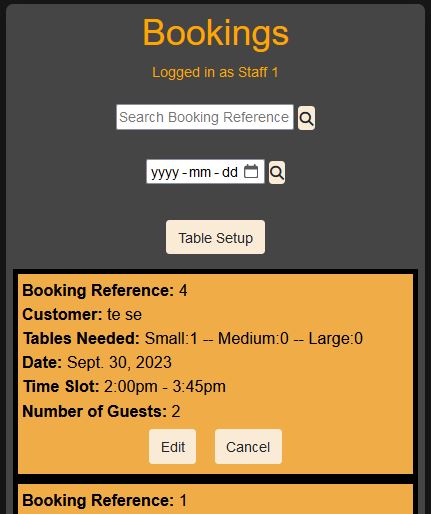 Bookings
Logged in as Staff 1
Search Booking Reference
yyyy-mm-dd
Table Setup
Booking Reference: 4
Customer: te se
Tables Needed: Small:1 -- Medium:0 -- Large:0
Date: Sept. 30, 2023
Time Slot: 2:00pm - 3:45pm
Number of Guests: 2
Edit Cancel
Booking Reference: 1